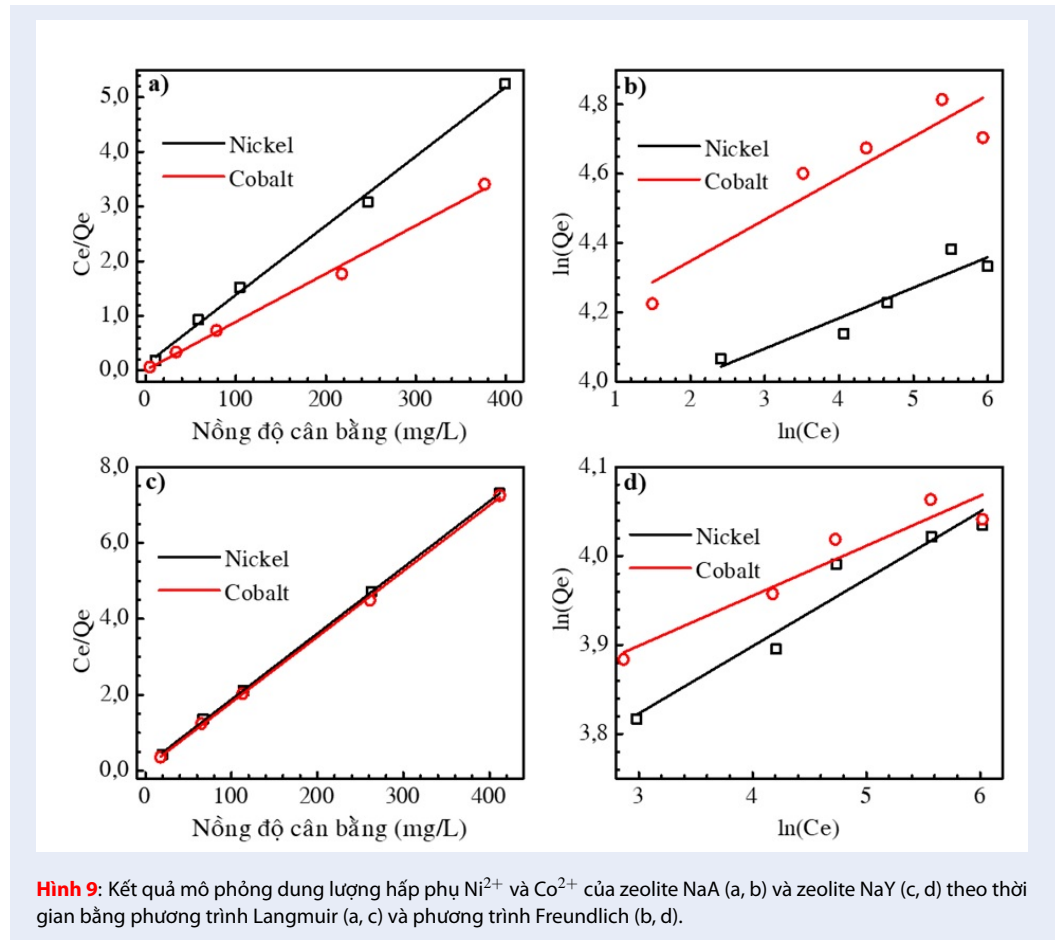 a)
5,0
4,0
3,0
2,0
1,0
0,0
Ce/Qe
Nickel
Cobalt
0 100 200 300 400
Nồng độ cân bằng (mg/L)
b)
4,8
4,6
4,4
4,2
4,0
ln(Qe)
Nickel
Cobalt
1 2 3 4 5 6
ln(Ce)
c)
8,0
6,0
4,0
2,0
0,0
Ce/Qe
Nickel
Cobalt
0 100 200 300 400
Nồng độ cân bằng (mg/L)
d)
4,1
4,0
3,9
3,8
ln(Qe)
Nickel
Cobalt
3 4 5 6
ln(Ce)
Hình 9: Kết quả mô phỏng dung lượng hấp phụ Ni²⁺ và Co²⁺ của zeolite NaA (a, b) và zeolite NaY (c, d) theo thời
gian bằng phương trình Langmuir (a, c) và phương trình Freundlich (b, d).